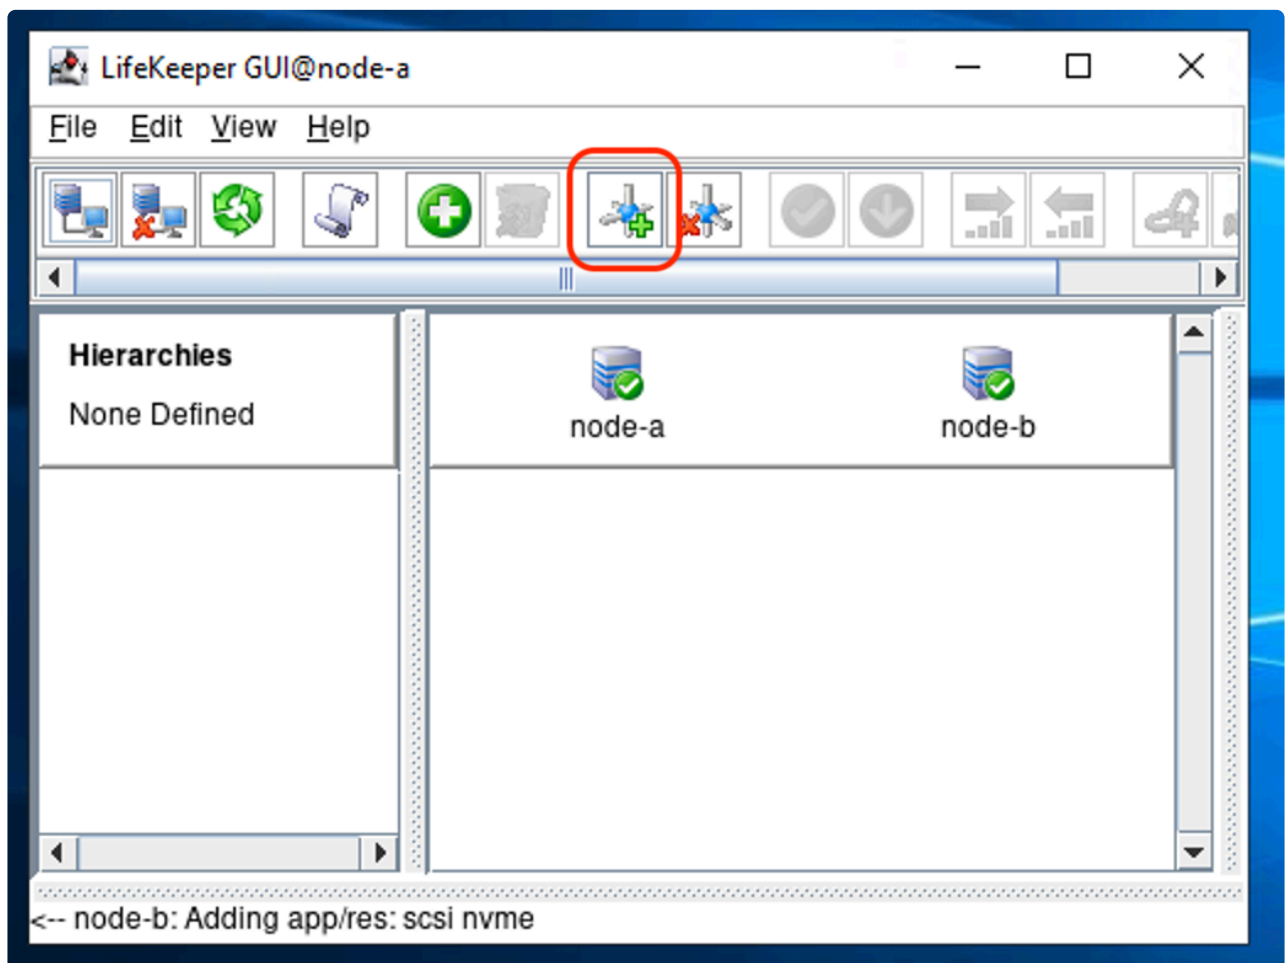 LifeKeeper GUI@node-a
File Edit View Help
Hierarchies
None Defined
node-a
node-b
<-- node-b: Adding app/res: scsi nvme